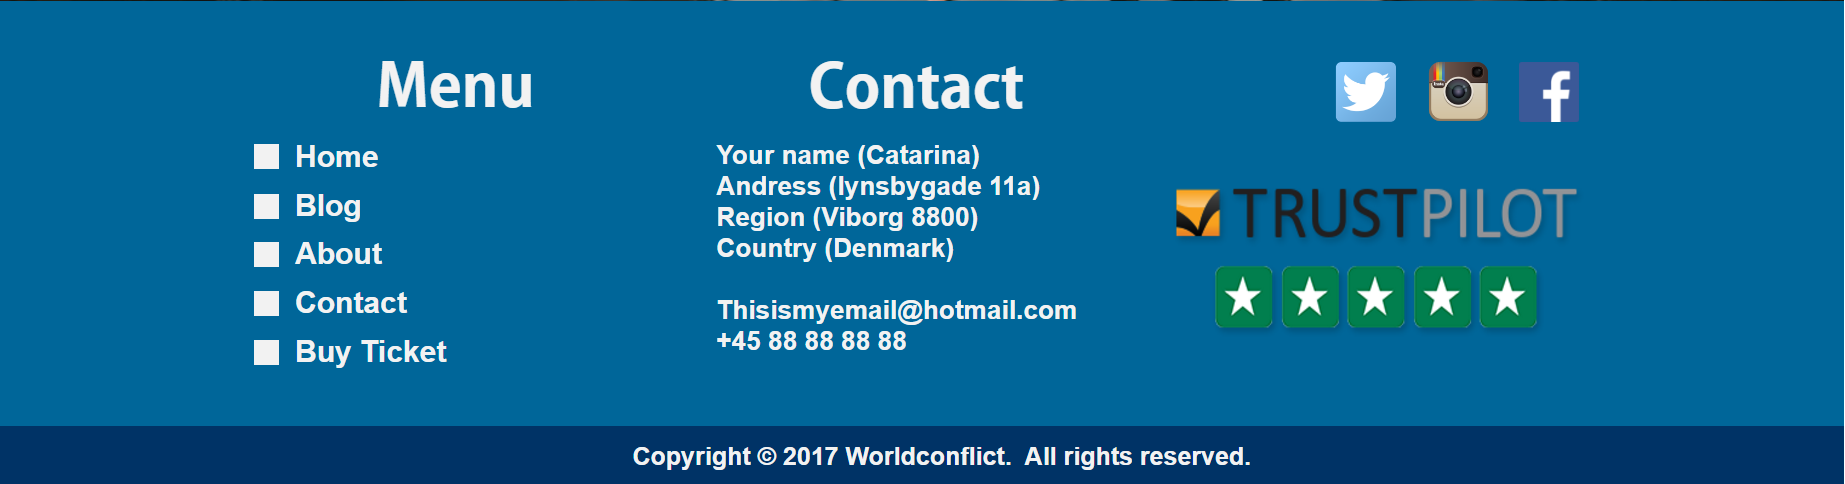 Menu
Home
Blog
About
Contact
Buy Ticket
Contact
Your name (Catarina)
Andress (lynsbygade 11a)
Region (Viborg 8800)
Country (Denmark)
Thisismyemail@hotmail.com
+45 88 88 88 88
TRUSTPILOT
Copyright © 2017 Worldconflict.  All rights reserved.